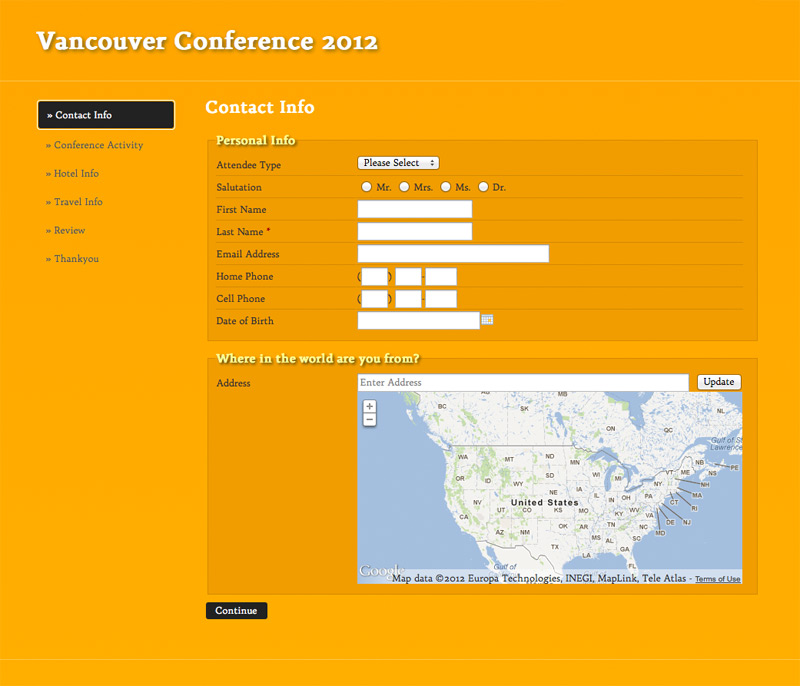 Vancouver Conference 2012
» Contact Info
» Conference Activity
» Hotel Info
» Travel Info
» Review
» Thankyou
Contact Info
Personal Info
Attendee Type Please Select
Salutation Mr. Mrs. Ms. Dr.
First Name
Last Name *
Email Address
Home Phone ( ) -
Cell Phone ( ) -
Date of Birth
Where in the world are you from?
Address Enter Address Update
+
−
AB
MB
BC
SK
NL
ON
QC
Gulf of St
Lawrence
WA
MT
ND
MN
NB
PE
VT
ME
NS
OR
ID
SD
WI
MI
NY
NH
WY
IA
PA
MA
NE
IL
IN
OH
CT
RI
NV
UT
CO
United States
KS
MO
KY
WV
VA
NJ
DE
MD
CA
OK
AR
TN
NC
AZ
NM
SC
MS
AL
GA
TX
LA
FL
Gulf of
Google
Map data ©2012 Europa Technologies, INEGI, MapLink, Tele Atlas - Terms of Use
Continue